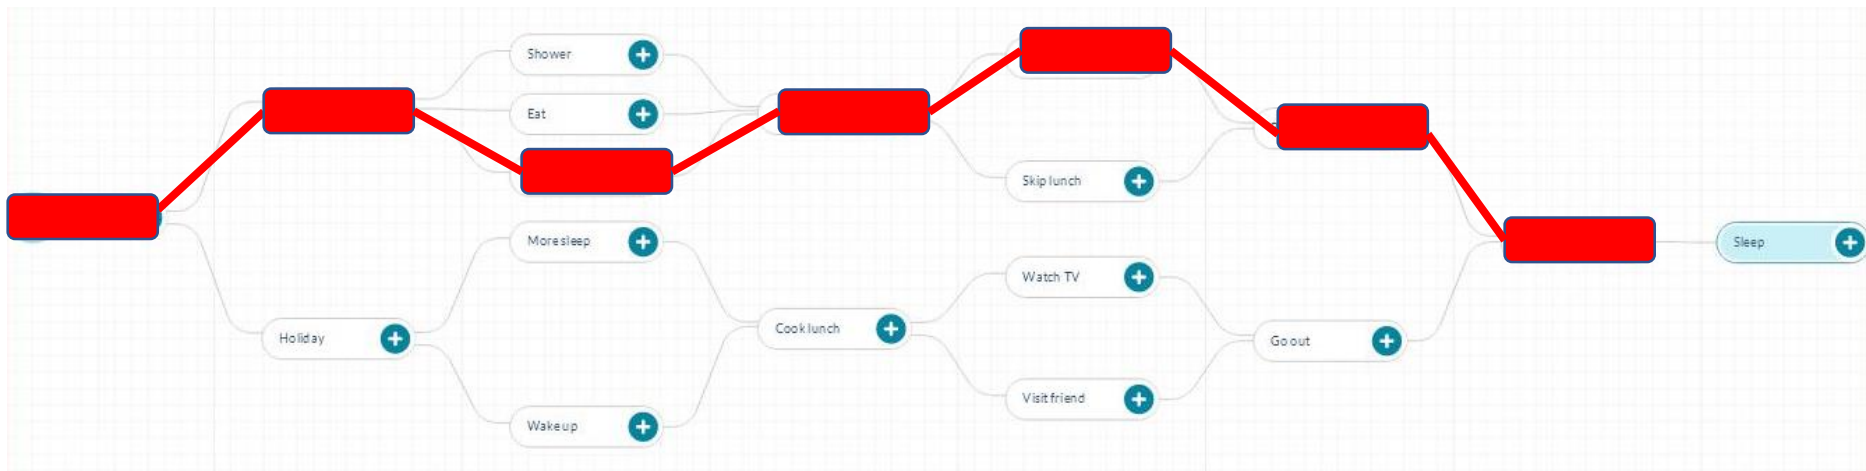 Shower
Eat
Skip lunch
More sleep
Watch TV
Sleep
Holiday
Cook lunch
Go out
Visit friend
Wake up